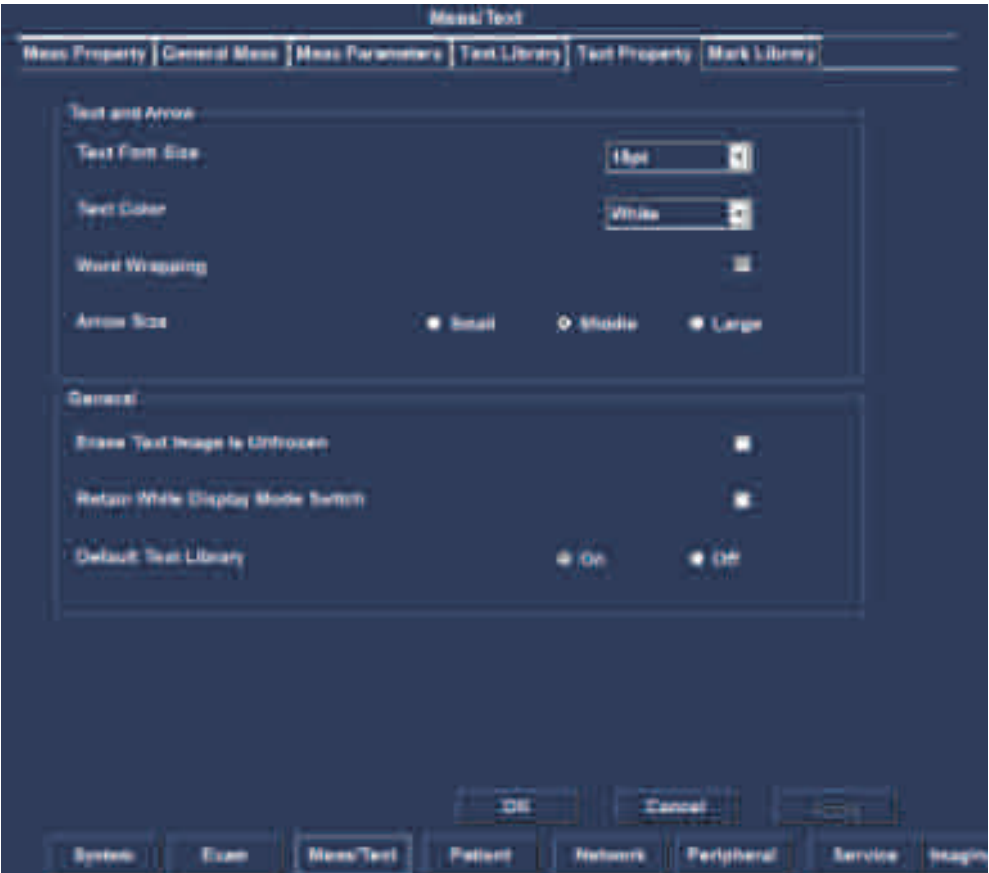 Meas/Text
Meas Property General Meas Meas Parameters Text Library Text Property Mark Library
Text and Arrow
Text Font Size
Text Color White
Word Wrapping
Arrow Size Small Middle Large
General
Erase Text Image Is Unfrozen
Retain While Display Mode Switch
Default Text Library On Off
OK Cancel
System Exam Meas/Text Patient Network Peripheral Service Imaging